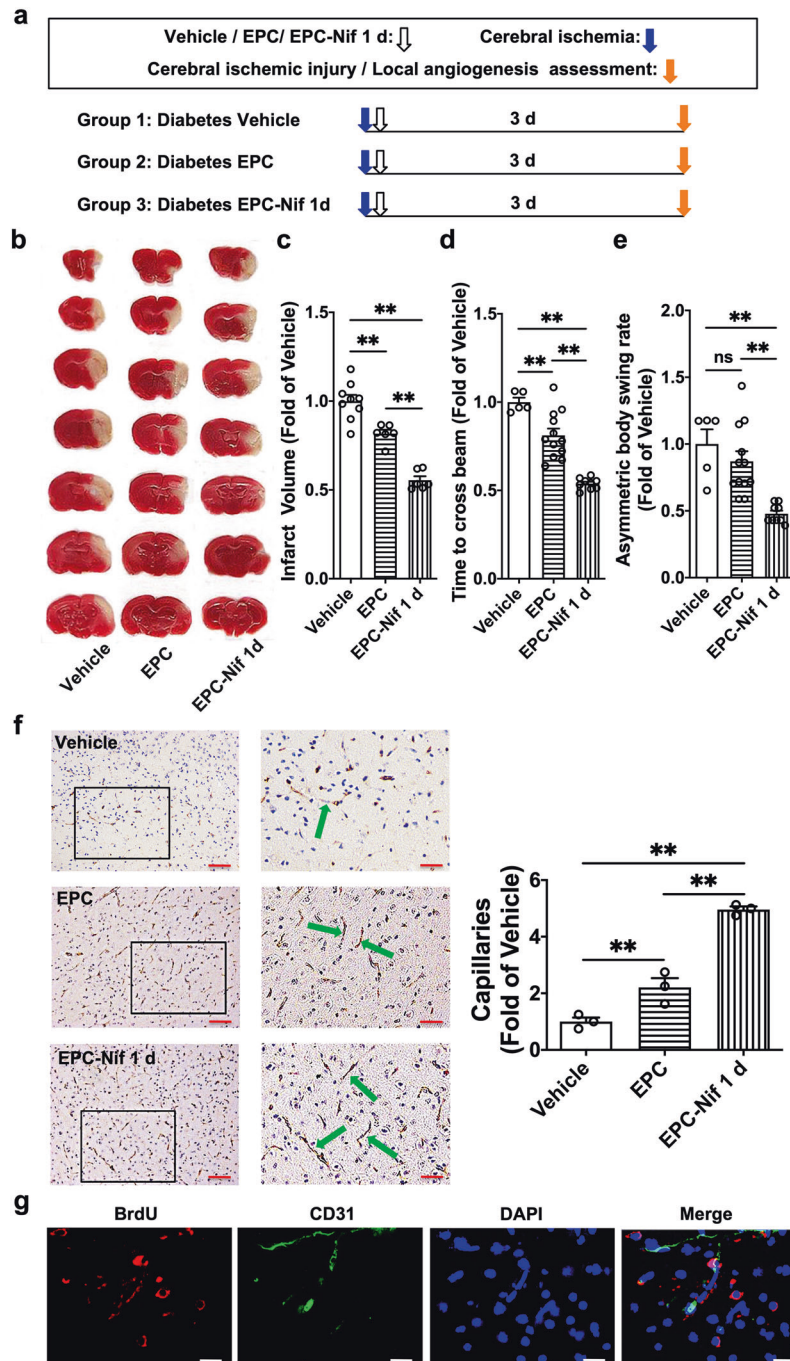 a
Vehicle / EPC/ EPC-Nif 1 d:
Cerebral ischemia:
Cerebral ischemic injury / Local angiogenesis assessment:
Group 1: Diabetes Vehicle
3 d
Group 2: Diabetes EPC
3 d
Group 3: Diabetes EPC-Nif 1d
3 d
b
Vehicle
EPC
EPC-Nif 1d
c
Infarct Volume (Fold of Vehicle)
1.5
1.0
0.5
0.0
**
**
**
Vehicle
EPC
EPC-Nif 1 d
d
Time to cross beam (Fold of Vehicle)
1.5
1.0
0.5
0.0
**
**
**
Vehicle
EPC
EPC-Nif 1 d
e
Asymmetric body swing rate
(Fold of Vehicle)
2.0
1.5
1.0
0.5
0.0
**
ns
**
Vehicle
EPC
EPC-Nif 1 d
f
Vehicle
EPC
EPC-Nif 1 d
Capillaries
(Fold of Vehicle)
6
4
2
0
**
**
**
Vehicle
EPC
EPC-Nif 1 d
g
BrdU
CD31
DAPI
Merge